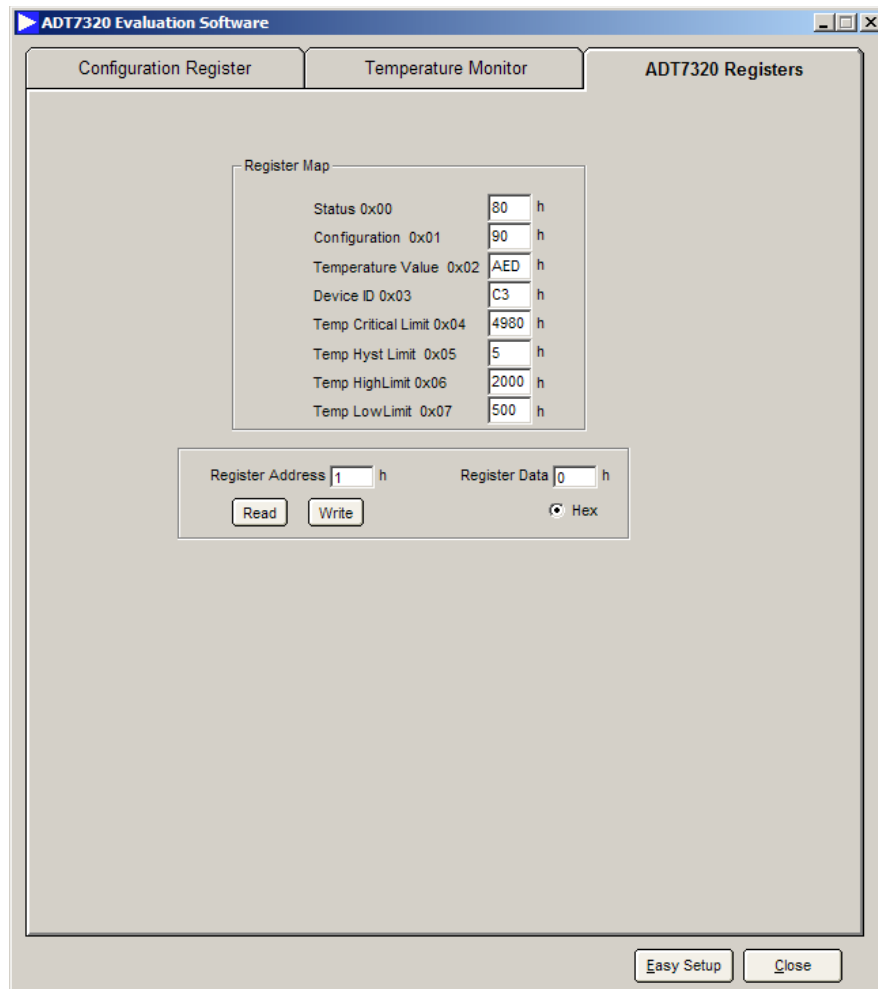 ADT7320 Evaluation Software
Configuration Register Temperature Monitor ADT7320 Registers
Register Map
Status 0x00 80 h
Configuration 0x01 90 h
Temperature Value 0x02 AED h
Device ID 0x03 C3 h
Temp Critical Limit 0x04 4980 h
Temp Hyst Limit 0x05 5 h
Temp HighLimit 0x06 2000 h
Temp LowLimit 0x07 500 h
Register Address 1 h Register Data 0 h
Read Write Hex
Easy Setup Close